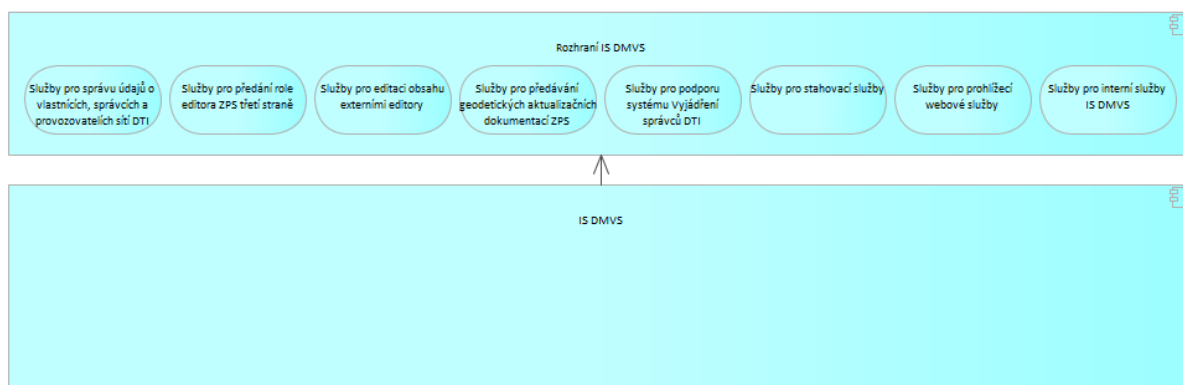 Rozhraní IS DMVS
Služby pro správu údajů o
vlastnících, správcích a
provozovatelích sítí DTI
Služby pro předání role
editora ZPS třetí straně
Služby pro editaci obsahu
externími editory
Služby pro předávání
geodetických aktualizačních
dokumentací ZPS
Služby pro podporu
systému Vyjádření
správců DTI
Služby pro stahovací služby
Služby pro prohlížecí
webové služby
Služby pro interní služby
IS DMVS
IS DMVS